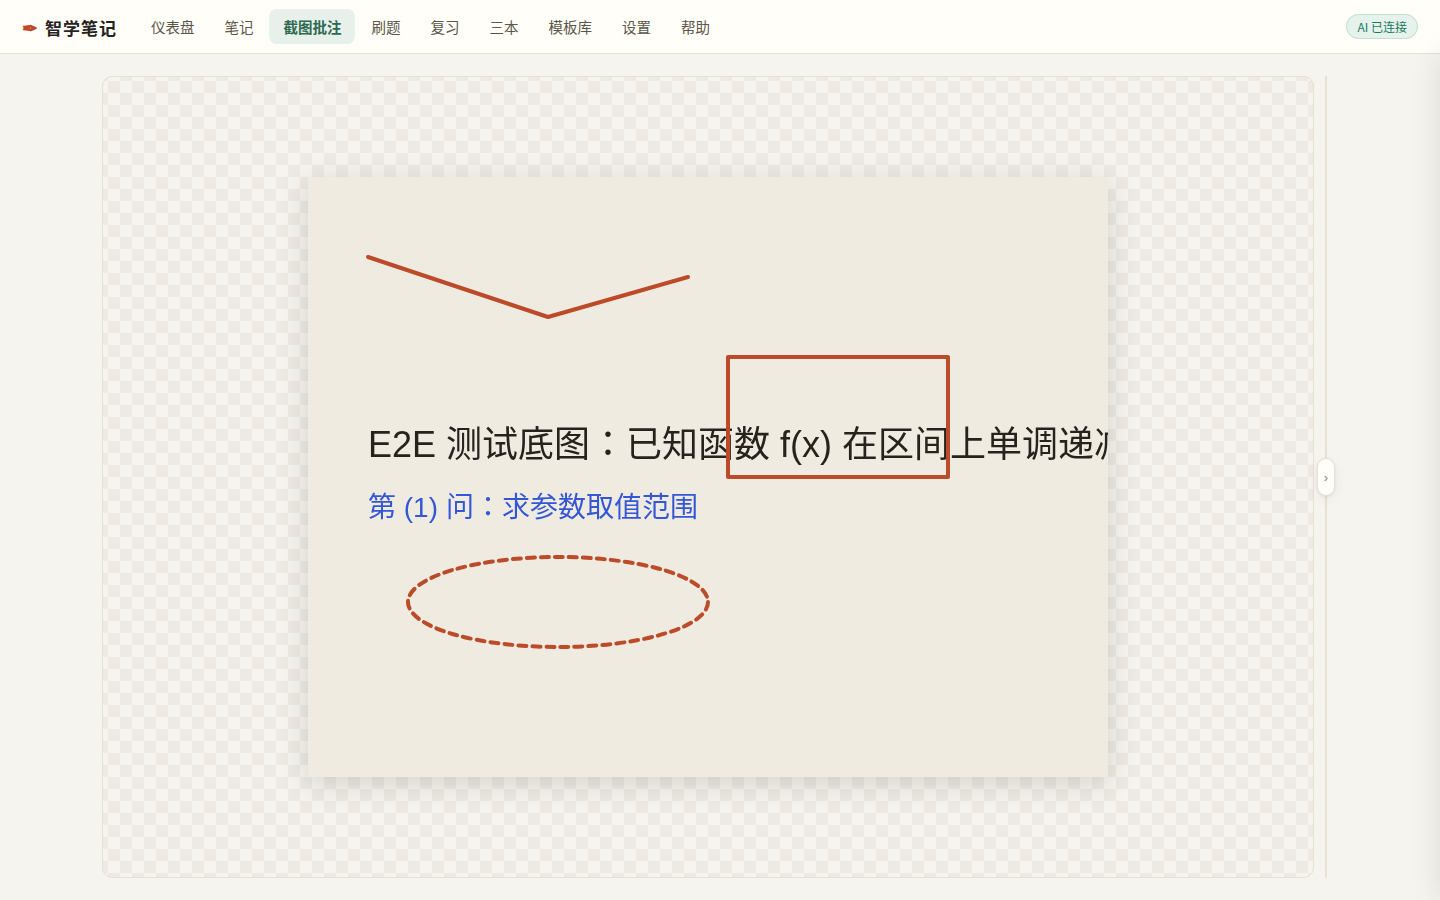 智学笔记 仪表盘 笔记 截图批注 刷题 复习 三本 模板库 设置 帮助 AI 已连接
E2E 测试底图：已知函数 f(x) 在区间上单调递
第 (1) 问：求参数取值范围